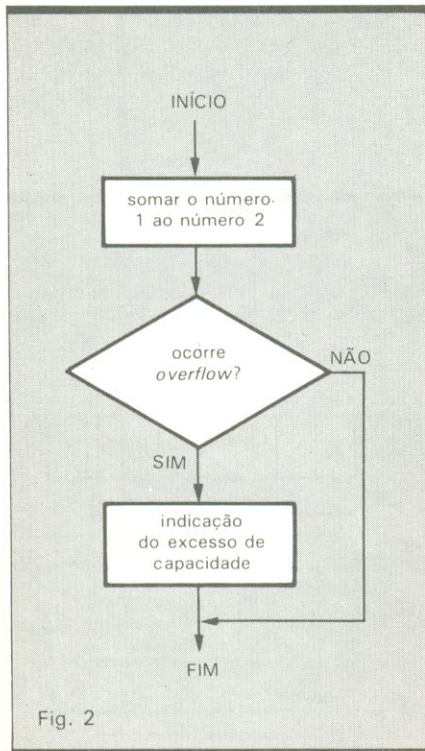 INÍCIO
somar o número
1 ao número 2
ocorre
overflow?
NÃO
SIM
indicação
do excesso de
capacidade
FIM
Fig. 2